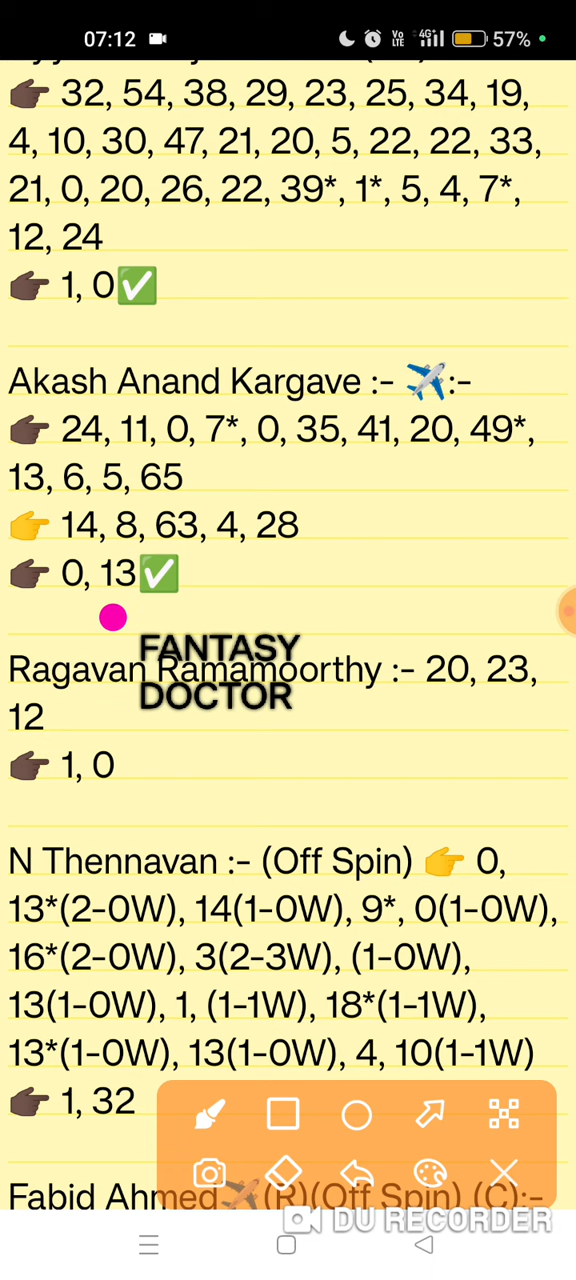 07:12 Vo LTE 4G+ 57%
32, 54, 38, 29, 23, 25, 34, 19,
4, 10, 30, 47, 21, 20, 5, 22, 22, 33,
21, 0, 20, 26, 22, 39*, 1*, 5, 4, 7*,
12, 24
👉🏿 1, 0✅
Akash Anand Kargave :- ✈️:-
👉🏿 24, 11, 0, 7*, 0, 35, 41, 20, 49*,
13, 6, 5, 65
👉 14, 8, 63, 4, 28
👉🏿 0, 13✅
FANTASY
DOCTOR
Ragavan Ramamoorthy :- 20, 23,
12
👉🏿 1, 0
N Thennavan :- (Off Spin) 👉 0,
13*(2-0W), 14(1-0W), 9*, 0(1-0W),
16*(2-0W), 3(2-3W), (1-0W),
13(1-0W), 1, (1-1W), 18*(1-1W),
13*(1-0W), 13(1-0W), 4, 10(1-1W)
👉🏿 1, 32
Fabid Ahmed✈️(R)(Off Spin) (C):-
DU RECORDER